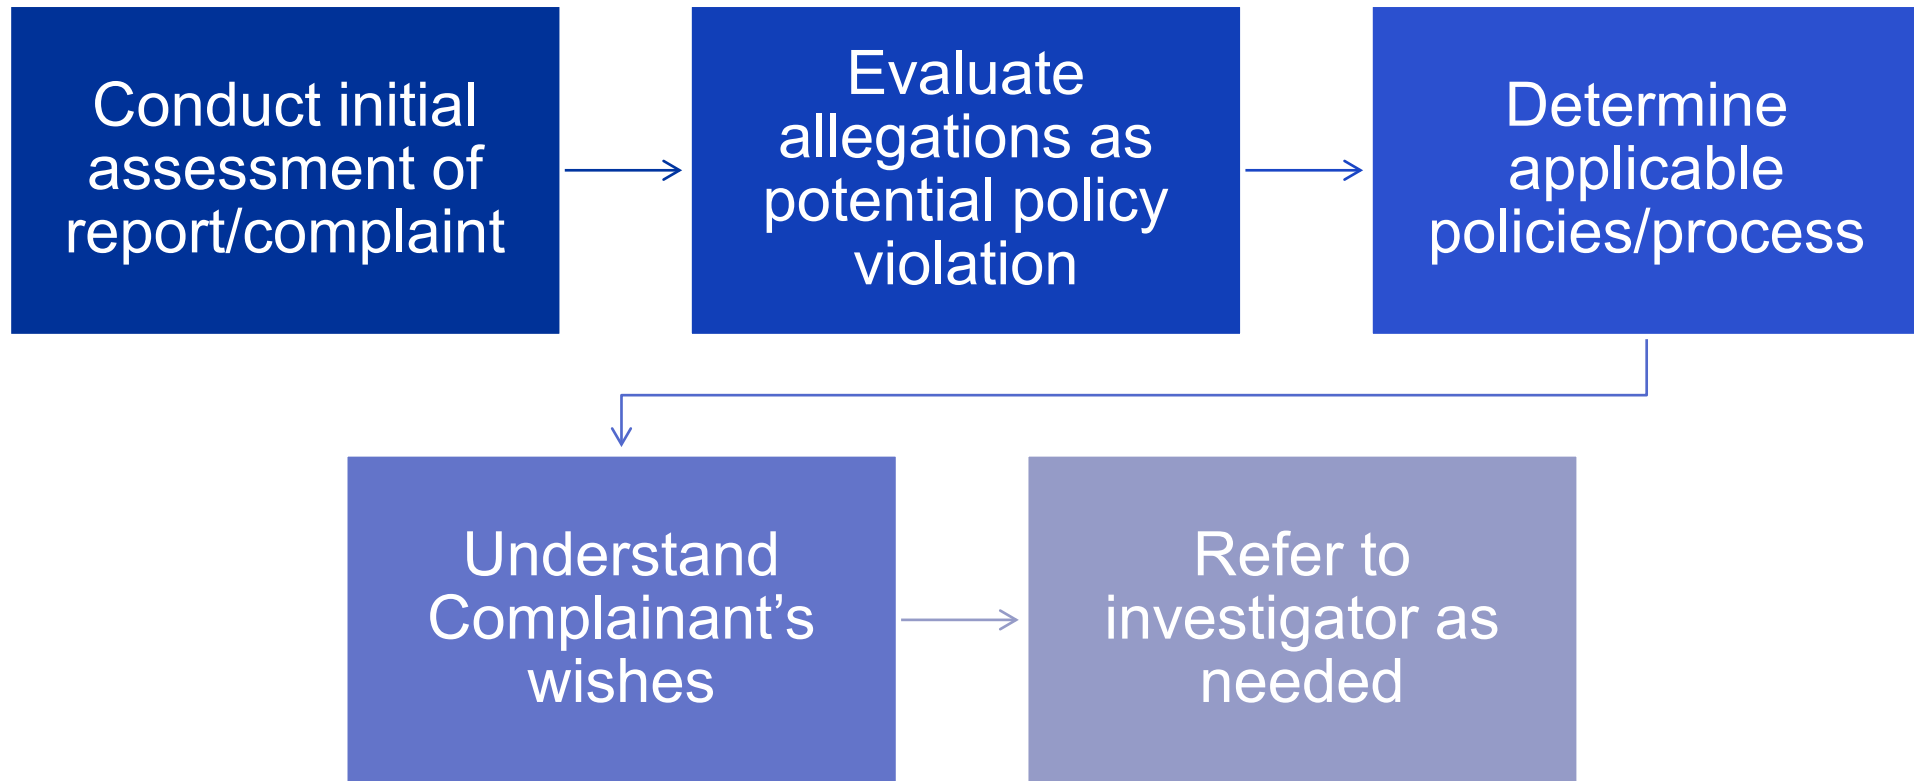 Conduct initial
assessment of
report/complaint
Evaluate
allegations as
potential policy
violation
Determine
applicable
policies/process
Understand
Complainant’s
wishes
Refer to
investigator as
needed